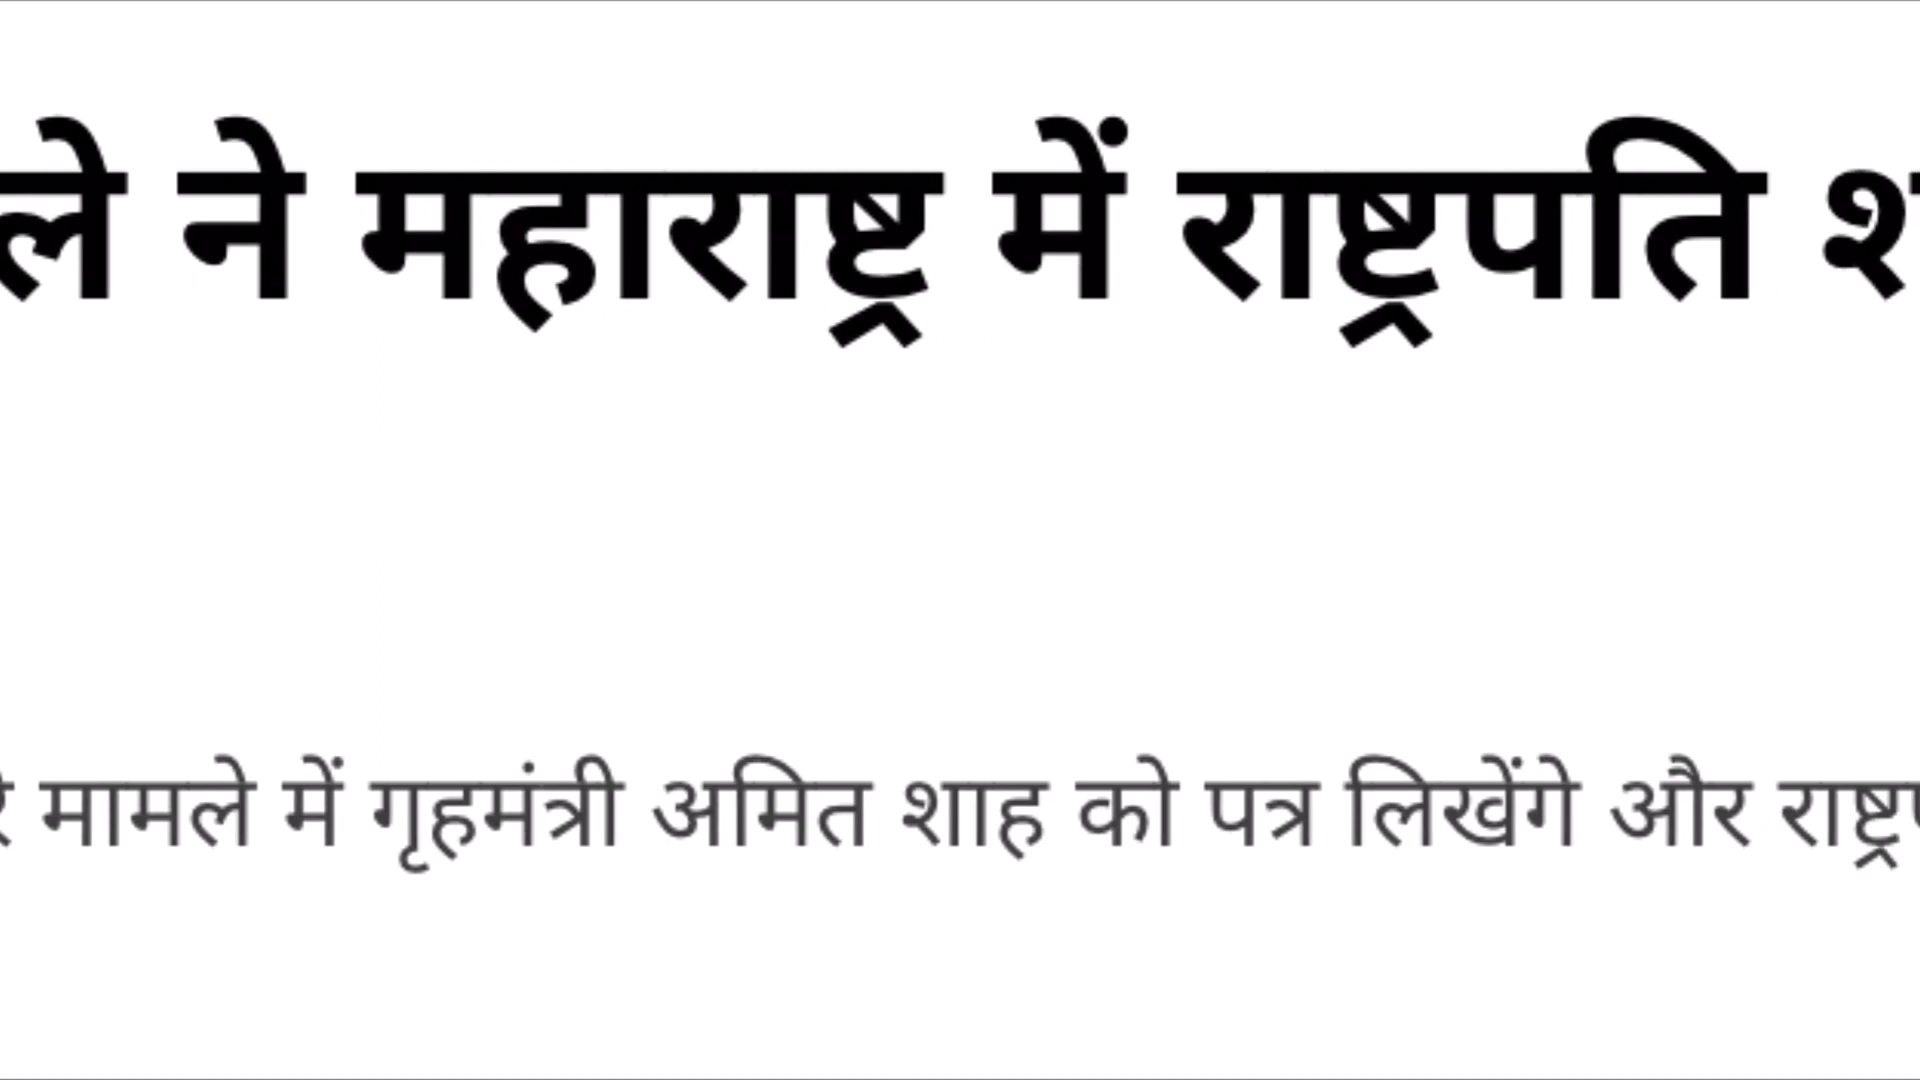 ने महाराष्ट्र में राष्ट्रपति
मामले में गृहमंत्री अमित शाह को पत्र लिखेंगे और